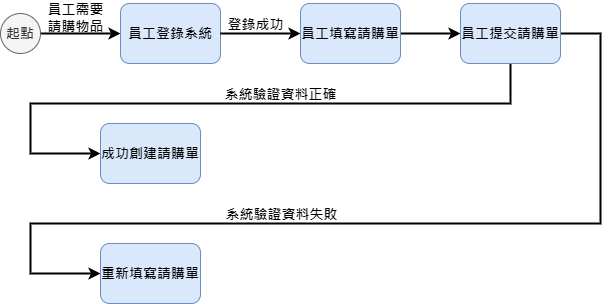 起點
員工需要
請購物品
員工登錄系統
登錄成功
員工填寫請購單
員工提交請購單
系統驗證資料正確
成功創建請購單
系統驗證資料失敗
重新填寫請購單